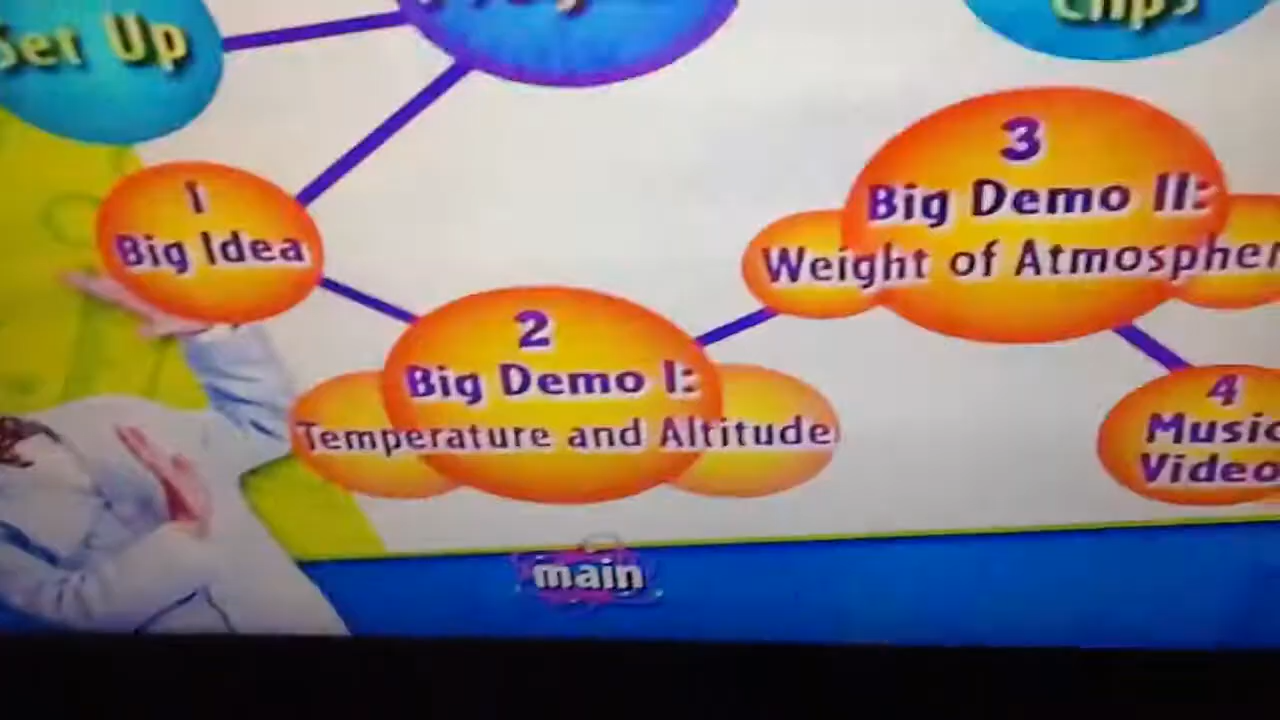 Set Up
Clips
1
Big Idea
2
Big Demo I:
Temperature and Altitude
3
Big Demo II:
Weight of Atmospher
4
Music
Video
main